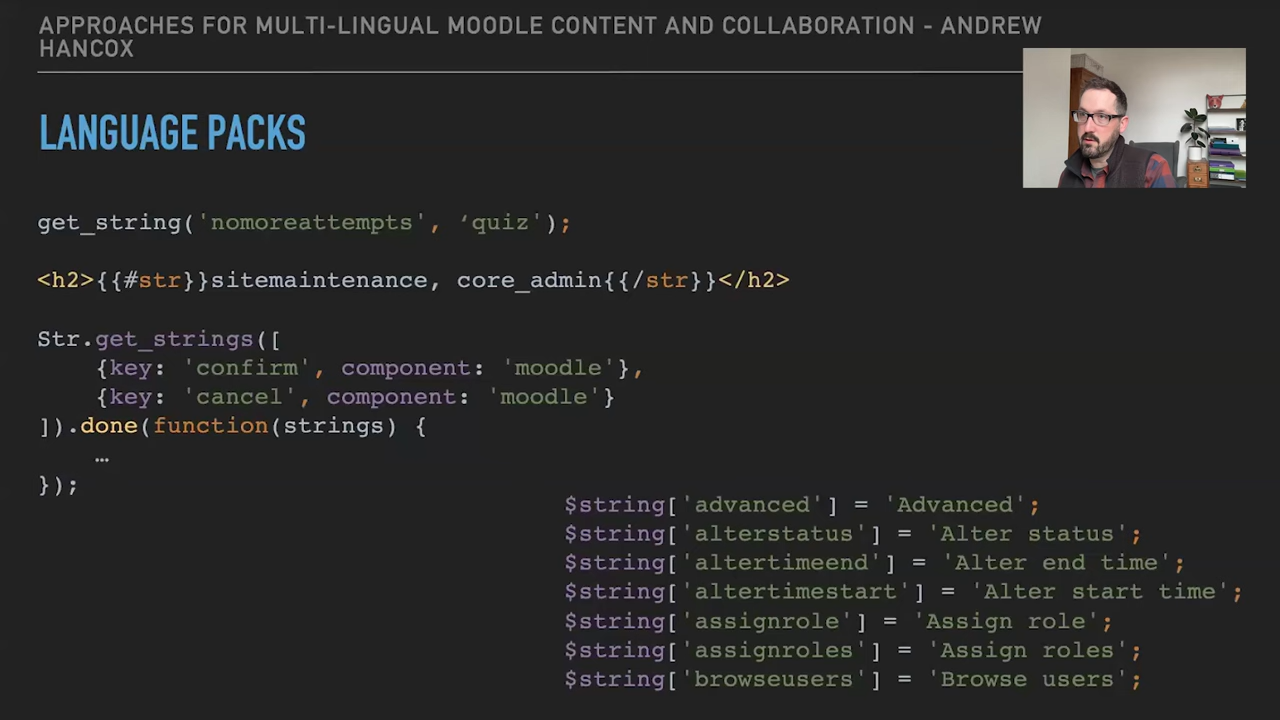 APPROACHES FOR MULTI-LINGUAL MOODLE CONTENT AND COLLABORATION - ANDREW
HANCOX
LANGUAGE PACKS
get_string('nomoreattempts', ‘quiz');
<h2>{{#str}}sitemaintenance, core_admin{{/str}}</h2>
Str.get_strings([
    {key: 'confirm', component: 'moodle'},
    {key: 'cancel', component: 'moodle'}
]).done(function(strings) {
    …
});
$string['advanced'] = 'Advanced';
$string['alterstatus'] = 'Alter status';
$string['altertimeend'] = 'Alter end time';
$string['altertimestart'] = 'Alter start time';
$string['assignrole'] = 'Assign role';
$string['assignroles'] = 'Assign roles';
$string['browseusers'] = 'Browse users';